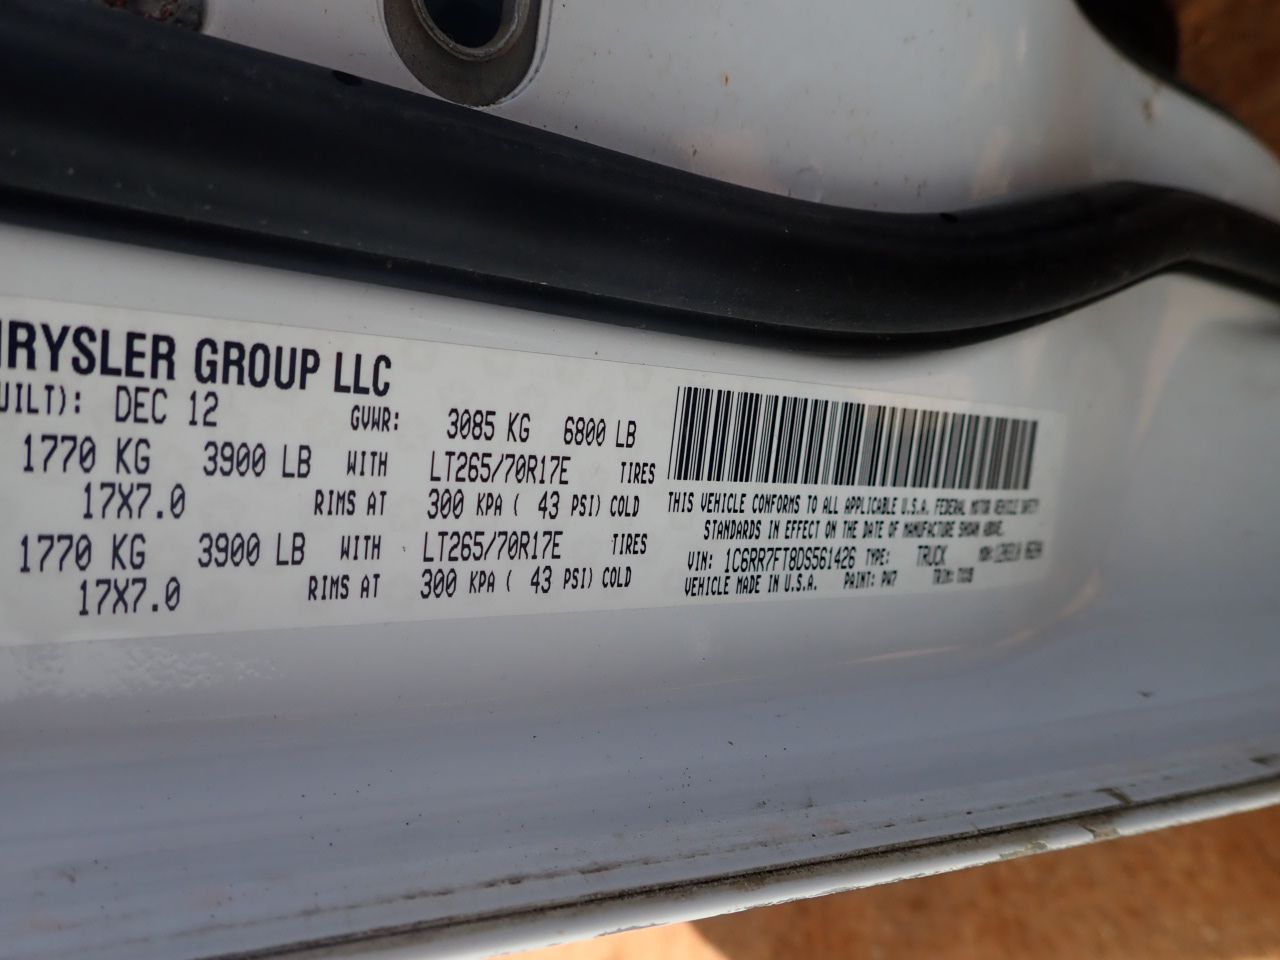 HRYSLER GROUP LLC
UILT): DEC 12 GVWR: 3085 KG 6800 LB
1770 KG 3900 LB WITH LT265/70R17E TIRES
17X7.0 RIMS AT 300 KPA ( 43 PSI) COLD
1770 KG 3900 LB WITH LT265/70R17E TIRES
17X7.0 RIMS AT 300 KPA ( 43 PSI) COLD
THIS VEHICLE CONFORMS TO ALL APPLICABLE U.S.A. FEDERAL MOTOR VEHICLE SAFETY
STANDARDS IN EFFECT ON THE DATE OF MANUFACTURE SHOWN ABOVE.
VIN: 1C6RR7FT8DS561426 TYPE: TRUCK MDH:
VEHICLE MADE IN U.S.A. PAINT: PW7 TRIM: